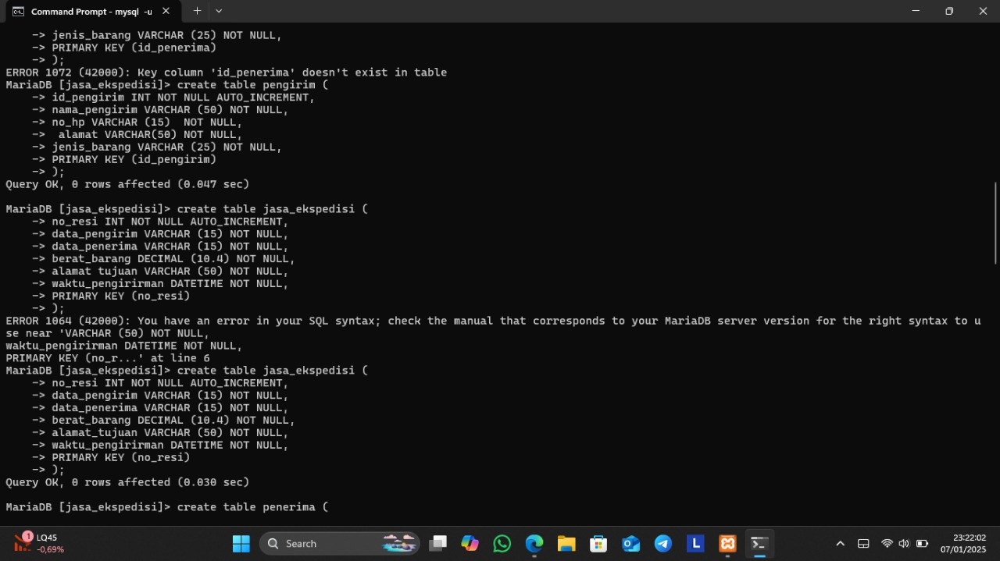 Command Prompt - mysql  -u
    -> jenis_barang VARCHAR (25) NOT NULL,
    -> PRIMARY KEY (id_penerima)
    -> );
ERROR 1072 (42000): Key column 'id_penerima' doesn't exist in table
MariaDB [jasa_ekspedisi]> create table pengirim (
    -> id_pengirim INT NOT NULL AUTO_INCREMENT,
    -> nama_pengirim VARCHAR (50) NOT NULL,
    -> no_hp VARCHAR (15)  NOT NULL,
    ->  alamat VARCHAR(50) NOT NULL,
    -> jenis_barang VARCHAR (25) NOT NULL,
    -> PRIMARY KEY (id_pengirim)
    -> );
Query OK, 0 rows affected (0.047 sec)
MariaDB [jasa_ekspedisi]> create table jasa_ekspedisi (
    -> no_resi INT NOT NULL AUTO_INCREMENT,
    -> data_pengirim VARCHAR (15) NOT NULL,
    -> data_penerima VARCHAR (15) NOT NULL,
    -> berat_barang DECIMAL (10.4) NOT NULL,
    -> alamat tujuan VARCHAR (50) NOT NULL,
    -> waktu_pengirirman DATETIME NOT NULL,
    -> PRIMARY KEY (no_resi)
    -> );
ERROR 1064 (42000): You have an error in your SQL syntax; check the manual that corresponds to your MariaDB server version for the right syntax to u
se near 'VARCHAR (50) NOT NULL,
waktu_pengirirman DATETIME NOT NULL,
PRIMARY KEY (no_r...' at line 6
MariaDB [jasa_ekspedisi]> create table jasa_ekspedisi (
    -> no_resi INT NOT NULL AUTO_INCREMENT,
    -> data_pengirim VARCHAR (15) NOT NULL,
    -> data_penerima VARCHAR (15) NOT NULL,
    -> berat_barang DECIMAL (10.4) NOT NULL,
    -> alamat_tujuan VARCHAR (50) NOT NULL,
    -> waktu_pengirirman DATETIME NOT NULL,
    -> PRIMARY KEY (no_resi)
    -> );
Query OK, 0 rows affected (0.030 sec)
MariaDB [jasa_ekspedisi]> create table penerima (
1
LQ45
-0,69%
Search
L
23:22:02
07/01/2025